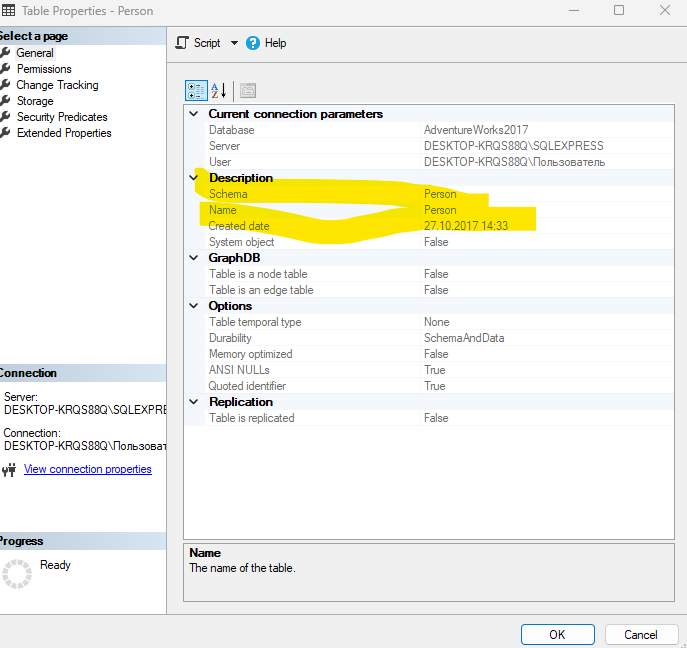 Table Properties - Person
Select a page
General
Permissions
Change Tracking
Storage
Security Predicates
Extended Properties
Connection
Server:
DESKTOP-KRQS88Q\SQLEXPRE
Connection:
DESKTOP-KRQS88Q\Пользоват
View connection properties
Progress
Ready
Script Help
Current connection parameters
Database AdventureWorks2017
Server DESKTOP-KRQS88Q\SQLEXPRESS
User DESKTOP-KRQS88Q\Пользователь
Description
Schema Person
Name Person
Created date 27.10.2017 14:33
System object False
GraphDB
Table is a node table False
Table is an edge table False
Options
Table temporal type None
Durability SchemaAndData
Memory optimized False
ANSI NULLs True
Quoted identifier True
Replication
Table is replicated False
Name
The name of the table.
OK Cancel